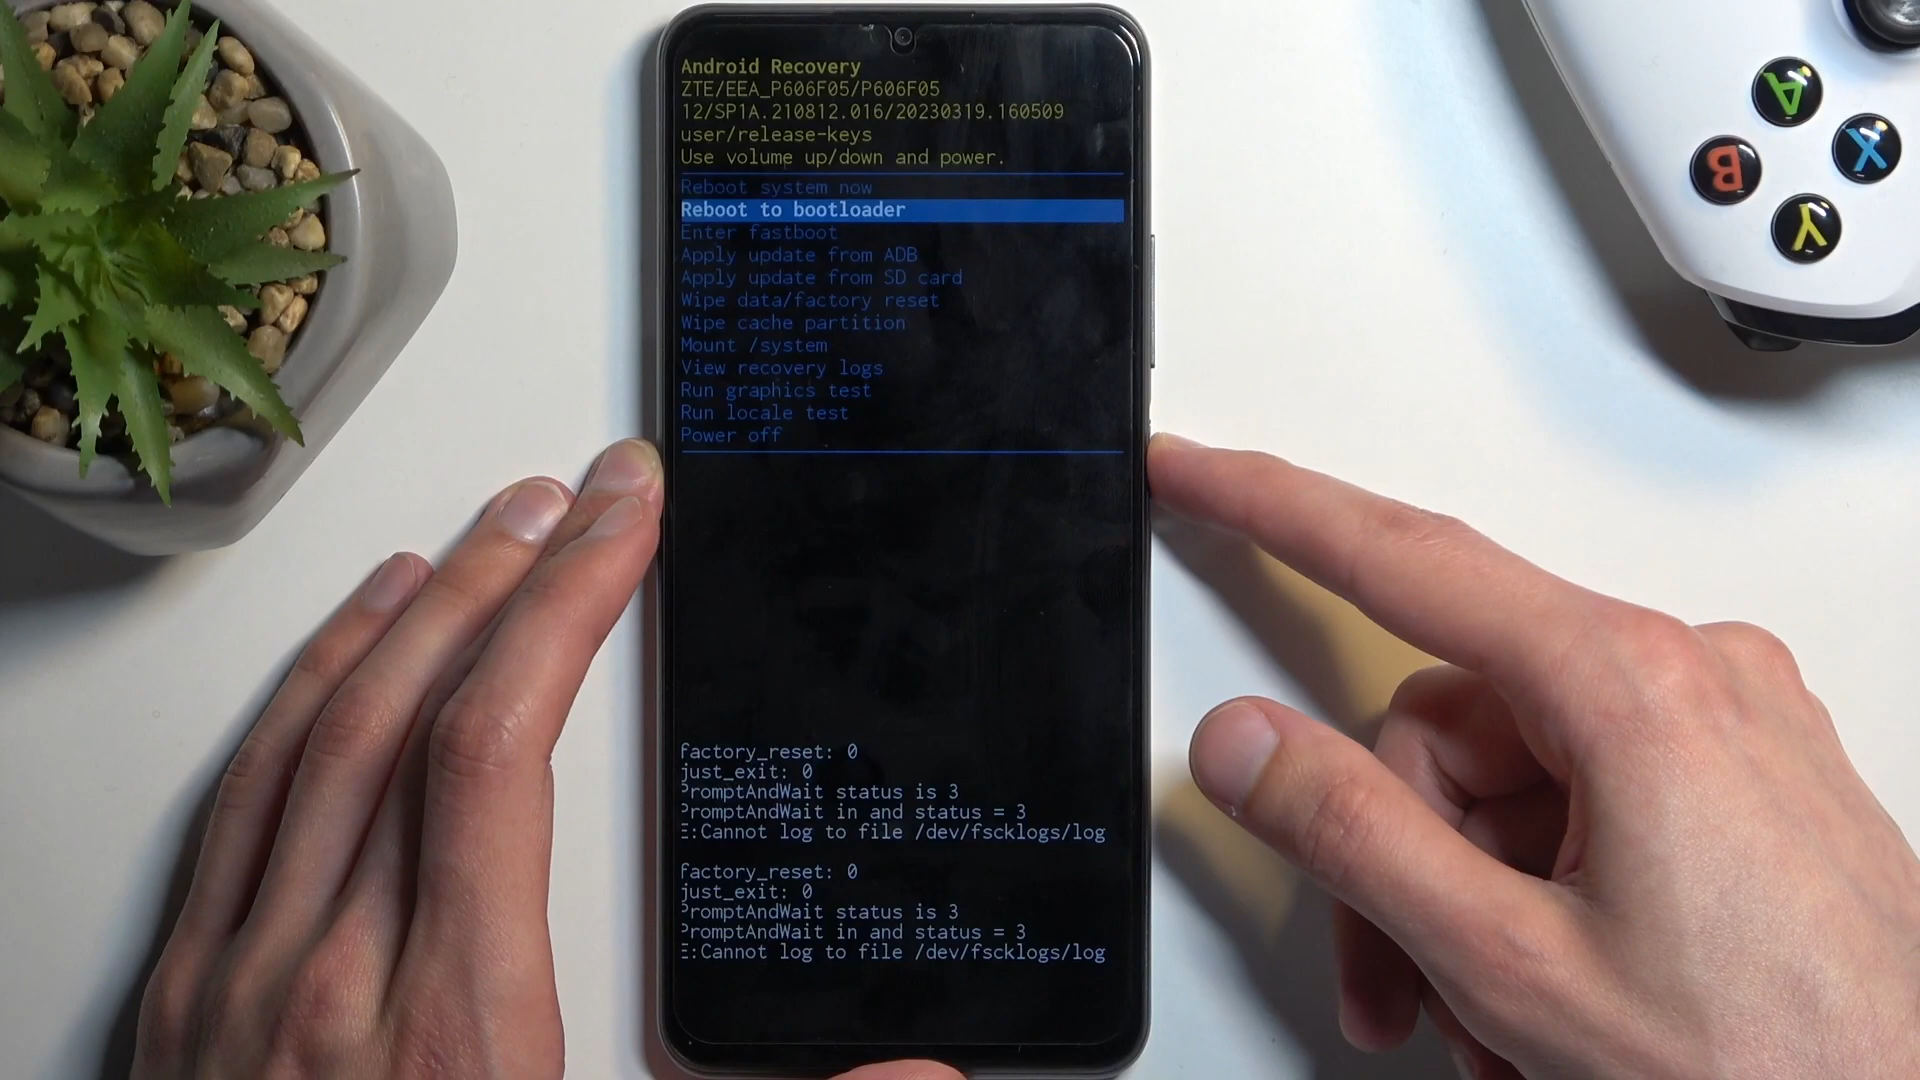 Android Recovery
ZTE/EEA_P606F05/P606F05
12/SP1A.210812.016/20230319.160509
user/release-keys
Use volume up/down and power.
Reboot system now
Reboot to bootloader
Enter fastboot
Apply update from ADB
Apply update from SD card
Wipe data/factory reset
Wipe cache partition
Mount /system
View recovery logs
Run graphics test
Run locale test
Power off
factory_reset: 0
just_exit: 0
PromptAndWait status is 3
PromptAndWait in and status = 3
E:Cannot log to file /dev/fscklogs/log
factory_reset: 0
just_exit: 0
PromptAndWait status is 3
PromptAndWait in and status = 3
E:Cannot log to file /dev/fscklogs/log
A
B
X
Y